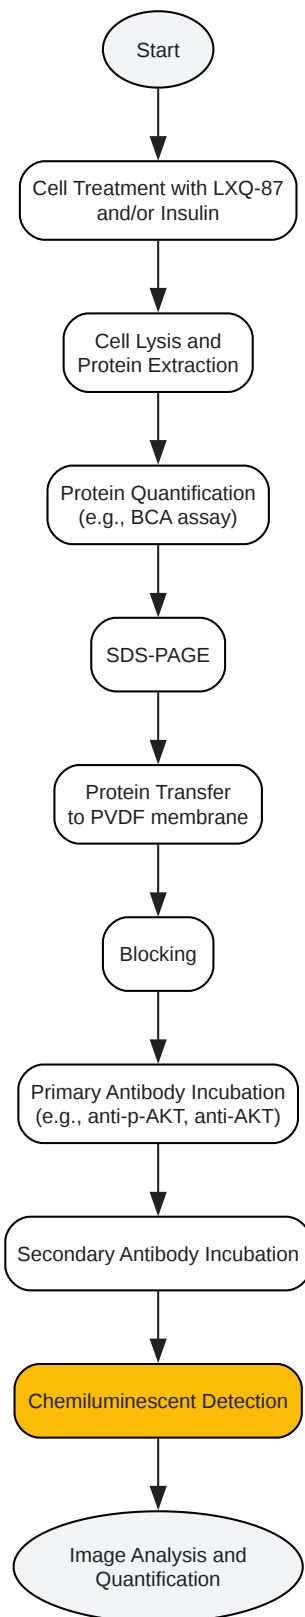 Start
Cell Treatment with LXQ-87
and/or Insulin
Cell Lysis and
Protein Extraction
Protein Quantification
(e.g., BCA assay)
SDS-PAGE
Protein Transfer
to PVDF membrane
Blocking
Primary Antibody Incubation
(e.g., anti-p-AKT, anti-AKT)
Secondary Antibody Incubation
Chemiluminescent Detection
Image Analysis and
Quantification